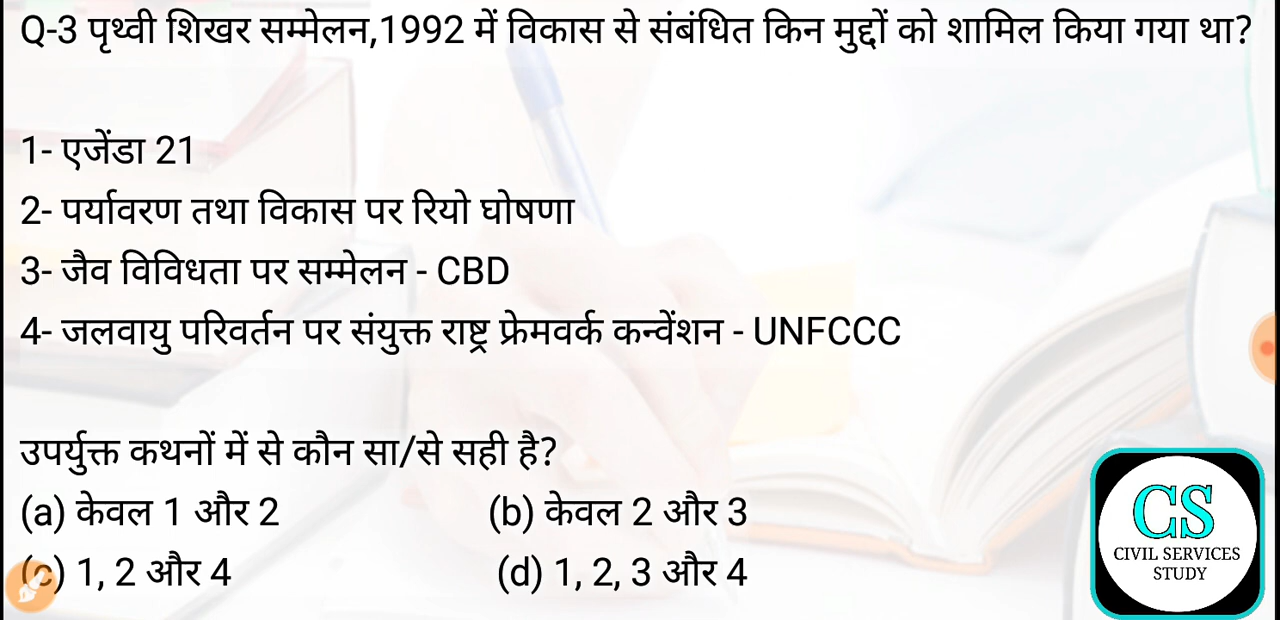 Q-3 पृथ्वी शिखर सम्मेलन,1992 में विकास से संबंधित किन मुद्दों को शामिल किया गया था?
1- एजेंडा 21
2- पर्यावरण तथा विकास पर रियो घोषणा
3- जैव विविधता पर सम्मेलन - CBD
4- जलवायु परिवर्तन पर संयुक्त राष्ट्र फ्रेमवर्क कन्वेंशन - UNFCCC
उपर्युक्त कथनों में से कौन सा/से सही है?
(a) केवल 1 और 2 (b) केवल 2 और 3
(c) 1, 2 और 4 (d) 1, 2, 3 और 4
CS
CIVIL SERVICES
STUDY